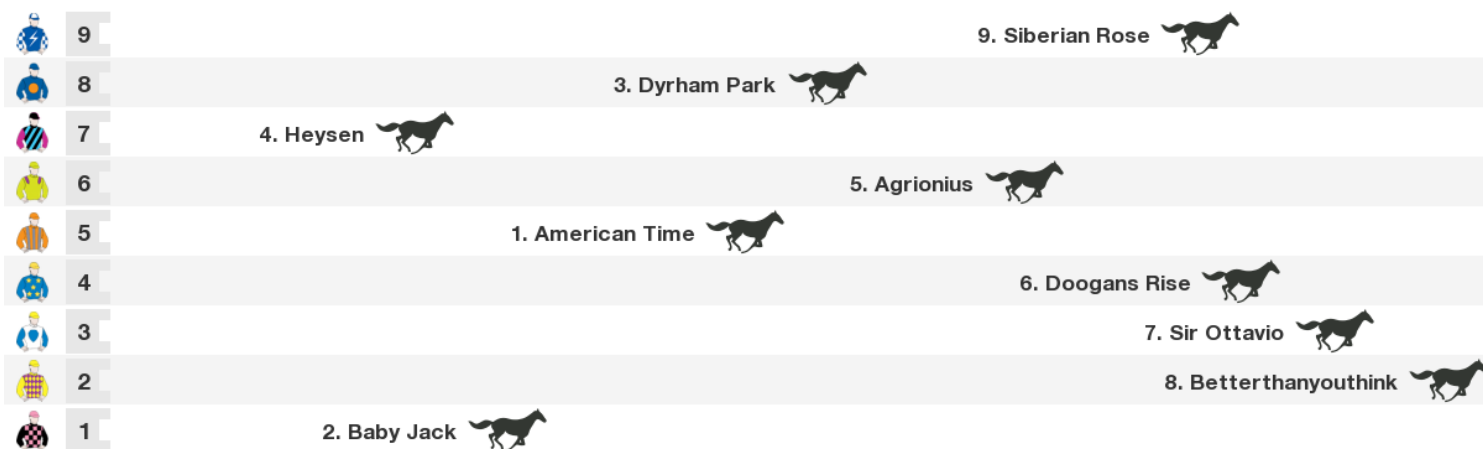 9 9. Siberian Rose
8 3. Dyrham Park
7 4. Heysen
6 5. Agrionius
5 1. American Time
4 6. Doogans Rise
3 7. Sir Ottavio
2 8. Betterthanyouthink
1 2. Baby Jack